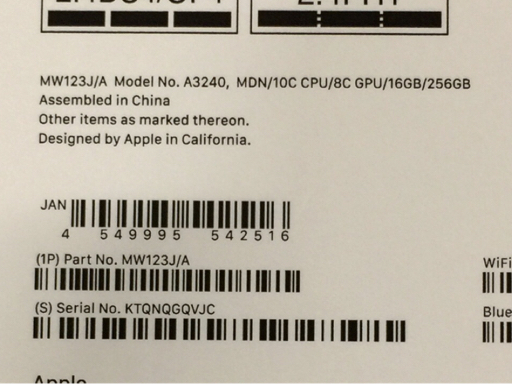 MW123J/A Model No. A3240, MDN/10C CPU/8C GPU/16GB/256GB
Assembled in China
Other items as marked thereon.
Designed by Apple in California.
JAN
4 549995 542516
(1P) Part No. MW123J/A
WiFi
(S) Serial No. KTQNQGQVJC
Blue
Apple